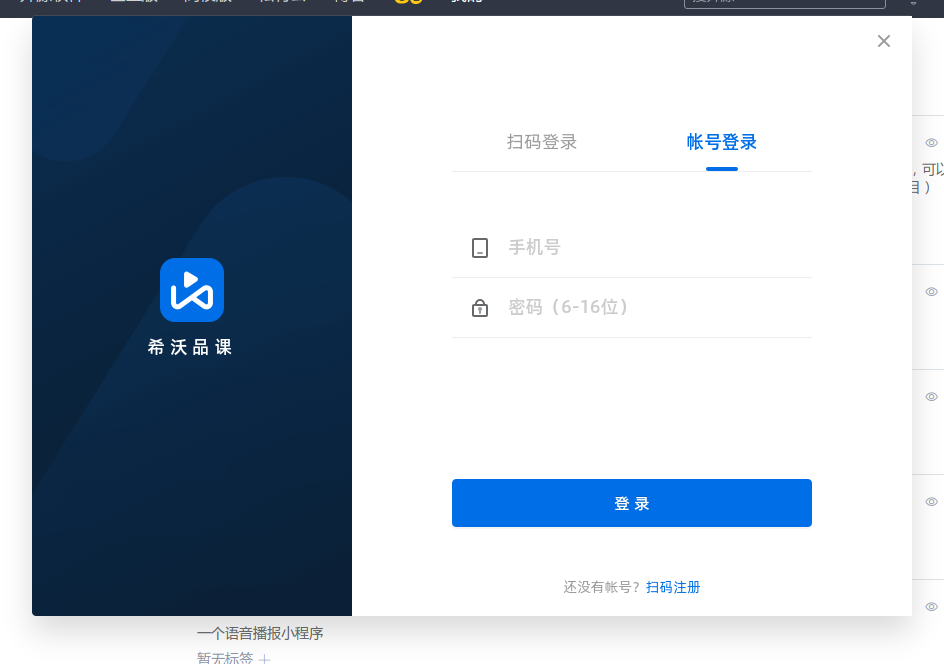 扫码登录
帐号登录
，可以
目）
手机号
密码（6-16位）
希沃品课
登录
还没有帐号？扫码注册
一个语音播报小程序
暂无标签